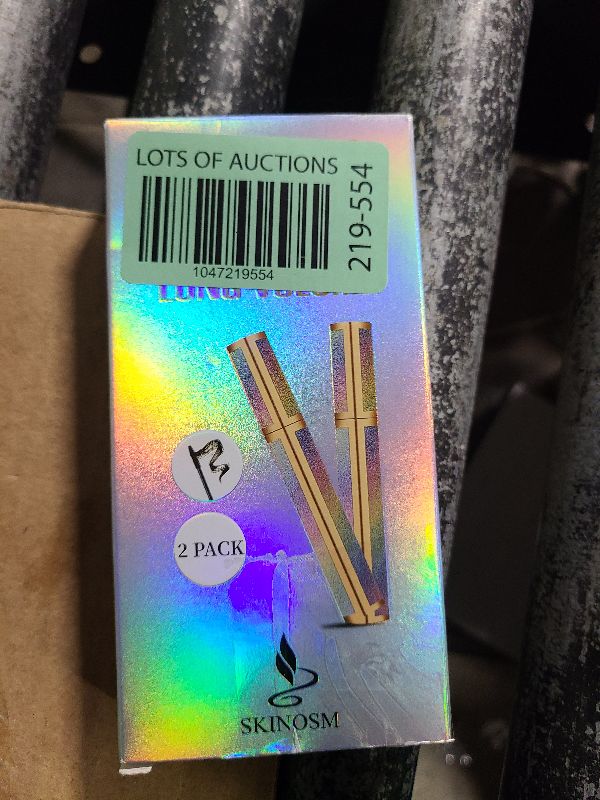 LOTS OF AUCTIONS
219-554
1047219554
2 PACK
SKINOSM